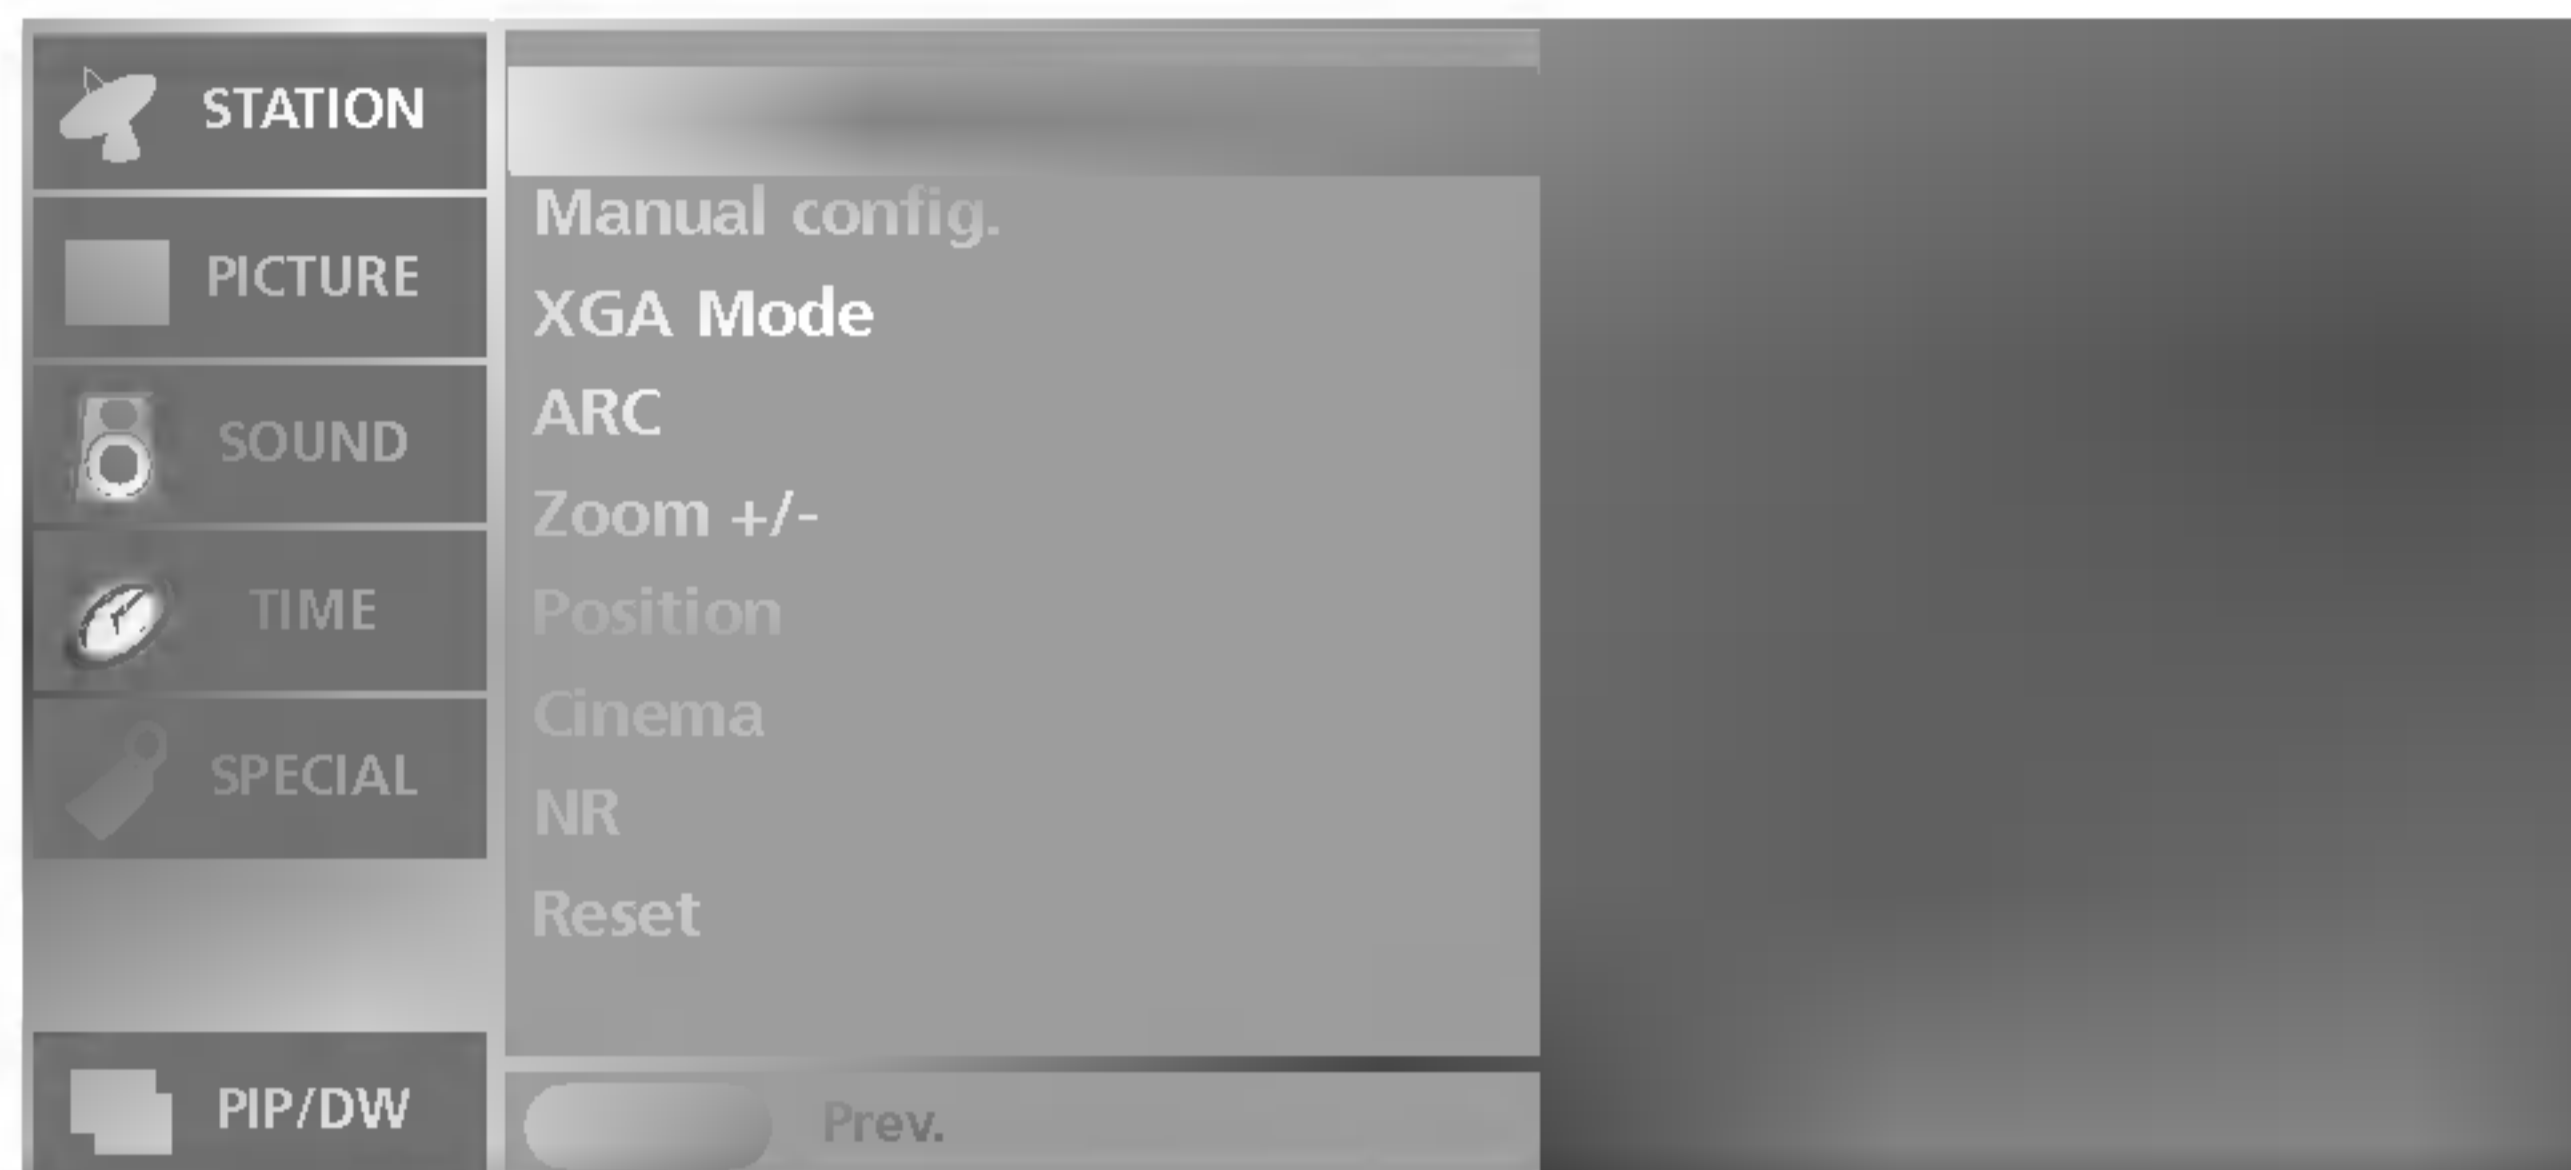 STATION
PICTURE
SOUND
TIME
SPECIAL
PIP/DW
Manual config.
XGA Mode
ARC
Zoom +/-
Position
Cinema
NR
Reset
Prev.